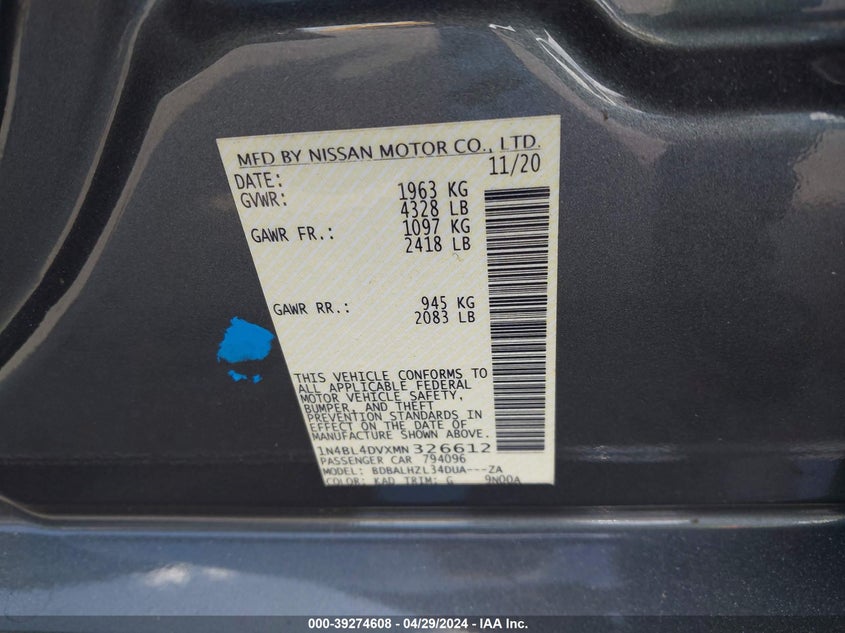 MFD BY NISSAN MOTOR CO., LTD.
DATE: 11/20
GVWR: 1963 KG
4328 LB
GAWR FR.: 1097 KG
2418 LB
GAWR RR.: 945 KG
2083 LB
THIS VEHICLE CONFORMS TO
ALL APPLICABLE FEDERAL
MOTOR VEHICLE SAFETY,
BUMPER, AND THEFT
PREVENTION STANDARDS IN
EFFECT ON THE DATE OF
MANUFACTURE SHOWN ABOVE.
1N4BL4DVXMN326612
PASSENGER CAR 794096
MODEL: BDBALHZL34DUA---ZA
COLOR: KAD TRIM: G 9N00A
000-39274608 - 04/29/2024 - IAA Inc.